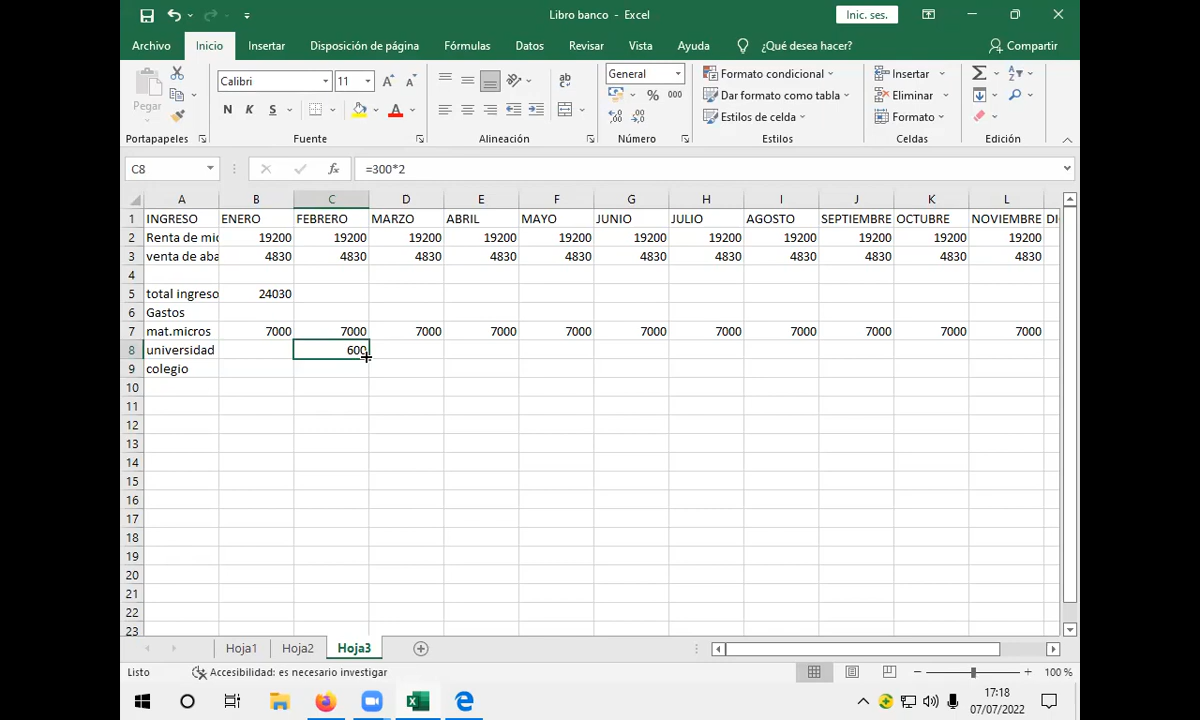 Libro banco - Excel
Inic. ses.
Archivo Inicio Insertar Disposición de página Fórmulas Datos Revisar Vista Ayuda ¿Qué desea hacer? Compartir
Pegar
Calibri 11
N K S
General
% 000
Formato condicional
Dar formato como tabla
Estilos de celda
Insertar
Eliminar
Formato
Portapapeles Fuente Alineación Número Estilos Celdas Edición
C8 fx =300*2
A B C D E F G H I J K L
1 INGRESO ENERO FEBRERO MARZO ABRIL MAYO JUNIO JULIO AGOSTO SEPTIEMBRE OCTUBRE NOVIEMBRE DI
2 Renta de mic 19200 19200 19200 19200 19200 19200 19200 19200 19200 19200 19200
3 venta de aba 4830 4830 4830 4830 4830 4830 4830 4830 4830 4830 4830
4
5 total ingreso 24030
6 Gastos
7 mat.micros 7000 7000 7000 7000 7000 7000 7000 7000 7000 7000 7000
8 universidad 600
9 colegio
10
11
12
13
14
15
16
17
18
19
20
21
22
23
Hoja1 Hoja2 Hoja3
Listo Accesibilidad: es necesario investigar 100 %
17:18
07/07/2022